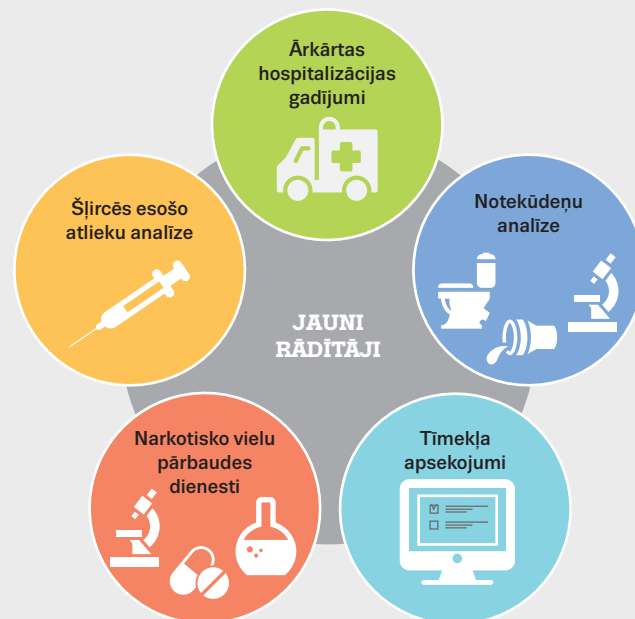 Ārkārtas
hospitalizācijas
gadījumi
Šļircēs esošo
atlieku analīze
Notekūdeņu
analīze
JAUNI
RĀDĪTĀJI
Narkotisko vielu
pārbaudes
dienesti
Tīmekļa
apsekojumi